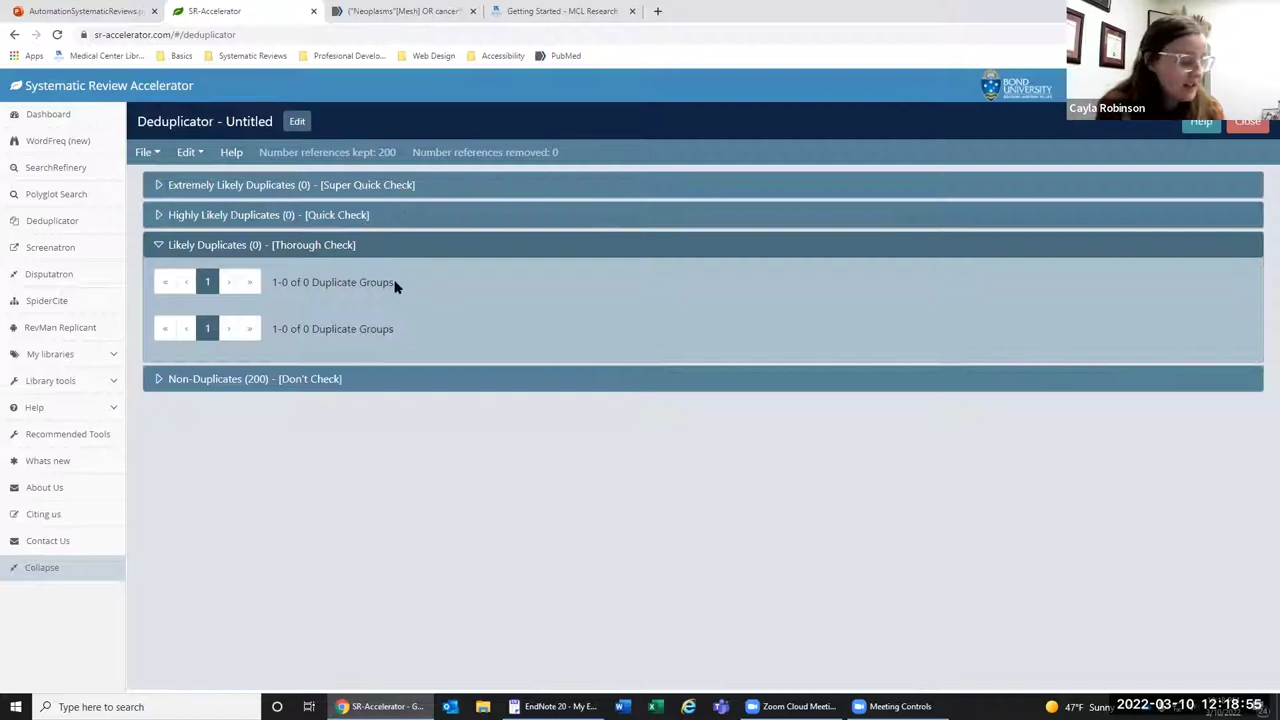 AutomationSystematicReviews.p
SR-Accelerator
("Neoplasms"[Mesh] OR cancer
Getting Started - MCL Research
sr-accelerator.com/#/deduplicator
Apps
Medical Center Libr...
Basics
Systematic Reviews
Profesional Develo...
Web Design
Accessibility
PubMed
Systematic Review Accelerator
BOND
UNIVERSITY
Cayla Robinson
Dashboard
Deduplicator - Untitled
Edit
Help
Close
WordFreq (new)
File
Edit
Help
Number references kept: 200
Number references removed: 0
SearchRefinery
Extremely Likely Duplicates (0) - [Super Quick Check]
Polyglot Search
Highly Likely Duplicates (0) - [Quick Check]
Deduplicator
Likely Duplicates (0) - [Thorough Check]
Screenatron
Disputatron
« ‹ 1 › » 1-0 of 0 Duplicate Groups
SpiderCite
RevMan Replicant
« ‹ 1 › » 1-0 of 0 Duplicate Groups
My libraries
Library tools
Non-Duplicates (200) - [Don't Check]
Help
Recommended Tools
Whats new
About Us
Citing us
Contact Us
Collapse
Type here to search
SR-Accelerator - G...
EndNote 20 - My E...
Zoom Cloud Meeti...
Meeting Controls
47°F Sunny
2022-03-10 12:18:55